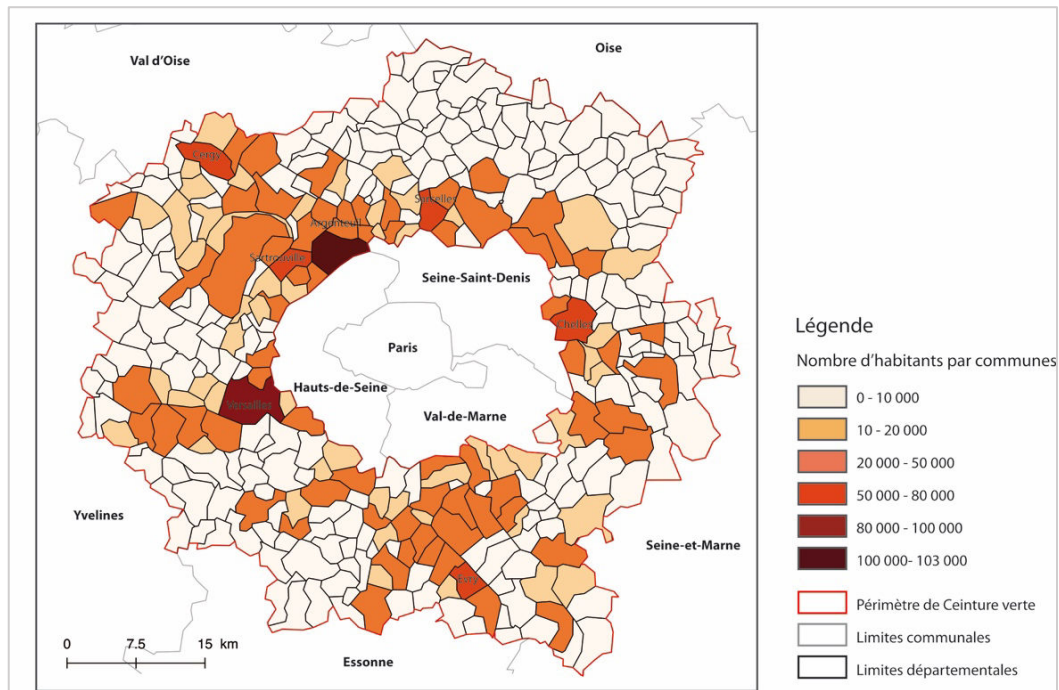 Val d'Oise
Oise
Cergy
Sarcelles
Argenteuil
Sartrouville
Seine-Saint-Denis
Chelles
Paris
Hauts-de-Seine
Versailles
Val-de-Marne
Yvelines
Seine-et-Marne
Evry
Essonne
0 7.5 15 km
Légende
Nombre d'habitants par communes
0 - 10 000
10 - 20 000
20 000 - 50 000
50 000 - 80 000
80 000 - 100 000
100 000- 103 000
Périmètre de Ceinture verte
Limites communales
Limites départementales